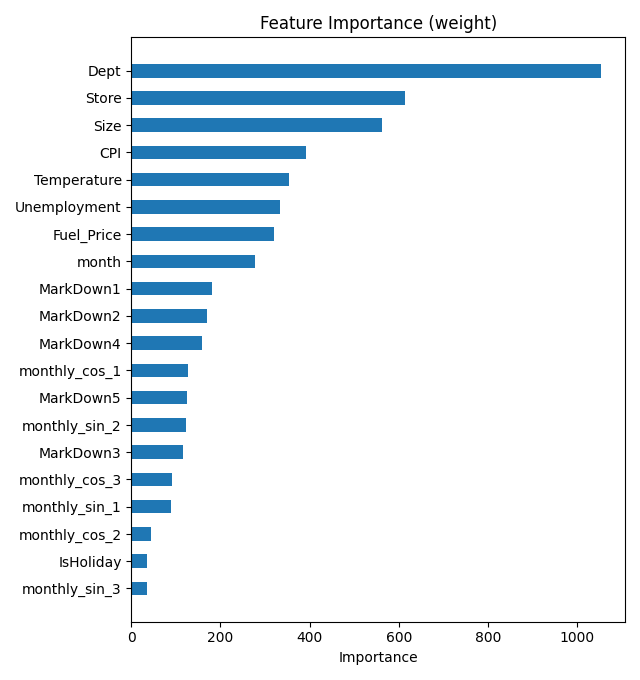 Feature Importance (weight)
Dept
Store
Size
CPI
Temperature
Unemployment
Fuel_Price
month
MarkDown1
MarkDown2
MarkDown4
monthly_cos_1
MarkDown5
monthly_sin_2
MarkDown3
monthly_cos_3
monthly_sin_1
monthly_cos_2
IsHoliday
monthly_sin_3
0 200 400 600 800 1000
Importance